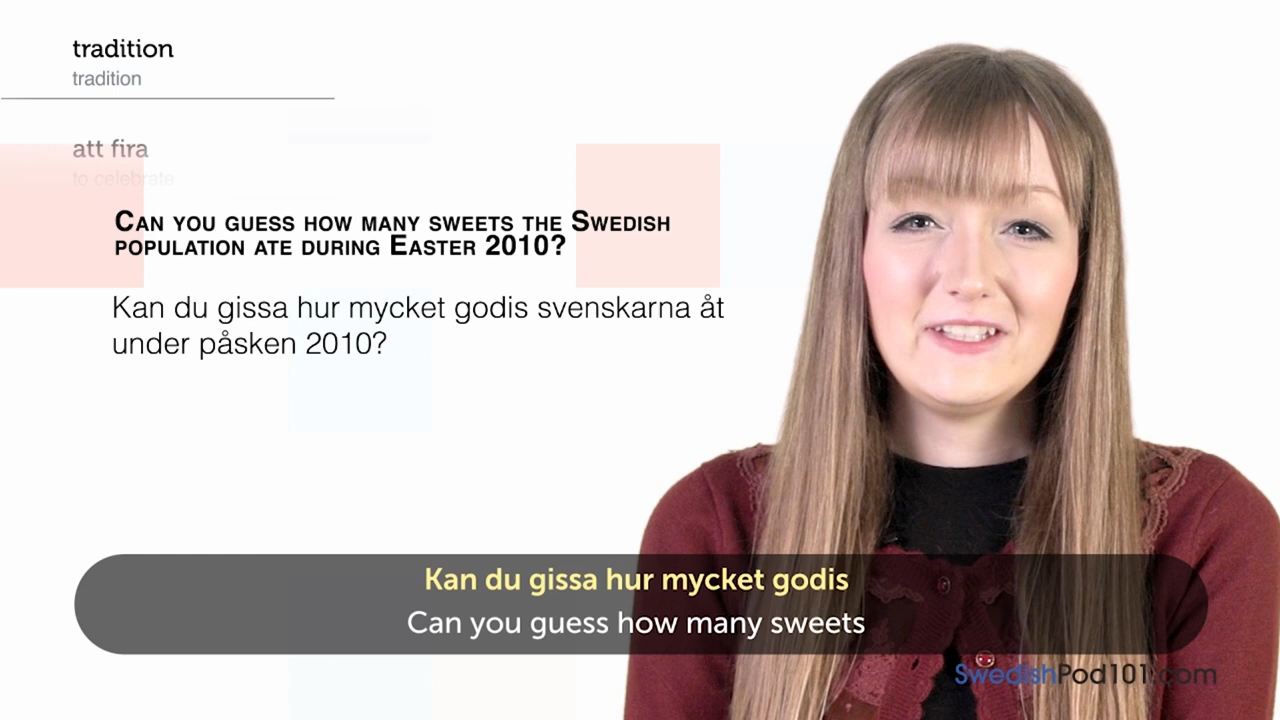 tradition
tradition
att fira
to celebrate
Can you guess how many sweets the Swedish
population ate during Easter 2010?
Kan du gissa hur mycket godis svenskarna åt
under påsken 2010?
Kan du gissa hur mycket godis
Can you guess how many sweets
SwedishPod101.com